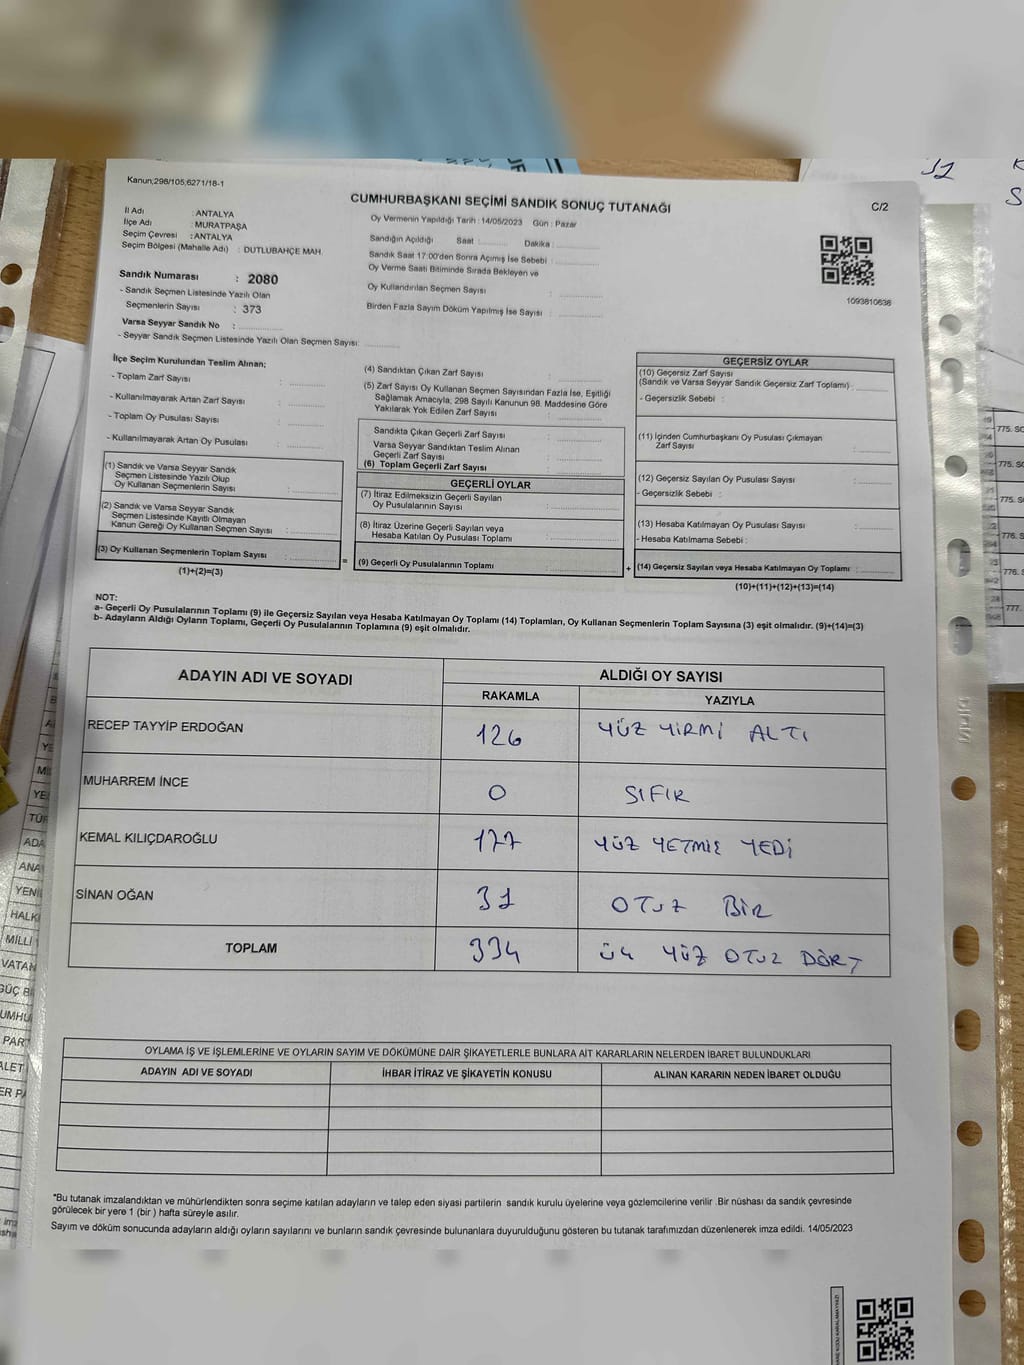 Kanun;298/105;6271/18-1
CUMHURBAŞKANI SEÇİMİ SANDIK SONUÇ TUTANAĞI
C/2
İl Adı : ANTALYA
İlçe Adı : MURATPAŞA
Seçim Çevresi : ANTALYA
Seçim Bölgesi (Mahalle Adı) : DUTLUBAHÇE MAH.
Oy Vermenin Yapıldığı Tarih : 14/05/2023 Gün : Pazar
Sandığın Açıldığı Saat : Dakika :
Sandık Saat 17:00'den Sonra Açımış İse Sebebi :
Oy Verme Saati Bitiminde Sırada Bekleyen ve
Oy Kullandırılan Seçmen Sayısı :
Birden Fazla Sayım Döküm Yapılmış İse Sayısı :
1093810636
Sandık Numarası : 2080
- Sandık Seçmen Listesinde Yazılı Olan
Seçmenlerin Sayısı : 373
Varsa Seyyar Sandık No :
- Seyyar Sandık Seçmen Listesinde Yazılı Olan Seçmen Sayısı:
İlçe Seçim Kurulundan Teslim Alınan;
- Toplam Zarf Sayısı :
- Kullanılmayarak Artan Zarf Sayısı :
- Toplam Oy Pusulası Sayısı :
- Kullanılmayarak Artan Oy Pusulası :
(1) Sandık ve Varsa Seyyar Sandık
Seçmen Listesinde Yazılı Olup
Oy Kullanan Seçmenlerin Sayısı :
(2) Sandık ve Varsa Seyyar Sandık
Seçmen Listesinde Kayıtlı Olmayan
Kanun Gereği Oy Kullanan Seçmen Sayısı :
(3) Oy Kullanan Seçmenlerin Toplam Sayısı :
(1)+(2)=(3)
(4) Sandıktan Çıkan Zarf Sayısı :
(5) Zarf Sayısı Oy Kullanan Seçmen Sayısından Fazla İse, Eşitliği
Sağlamak Amacıyla, 298 Sayılı Kanunun 98. Maddesine Göre
Yakılarak Yok Edilen Zarf Sayısı :
Sandıkta Çıkan Geçerli Zarf Sayısı :
Varsa Seyyar Sandıktan Teslim Alınan
Geçerli Zarf Sayısı :
(6) Toplam Geçerli Zarf Sayısı :
GEÇERLİ OYLAR
(7) İtiraz Edilmeksizin Geçerli Sayılan
Oy Pusulalarının Sayısı :
(8) İtiraz Üzerine Geçerli Sayılan veya
Hesaba Katılan Oy Pusulası Toplamı :
= (9) Geçerli Oy Pusulalarının Toplamı :
GEÇERSİZ OYLAR
(10) Geçersiz Zarf Sayısı
(Sandık ve Varsa Seyyar Sandık Geçersiz Zarf Toplamı)
- Geçersizlik Sebebi :
(11) İçinden Cumhurbaşkanı Oy Pusulası Çıkmayan
Zarf Sayısı :
(12) Geçersiz Sayılan Oy Pusulası Sayısı :
- Geçersizlik Sebebi :
(13) Hesaba Katılmayan Oy Pusulası Sayısı :
- Hesaba Katılmama Sebebi :
+ (14) Geçersiz Sayılan veya Hesaba Katılmayan Oy Toplamı :
(10)+(11)+(12)+(13)=(14)
NOT:
a- Geçerli Oy Pusulalarının Toplamı (9) ile Geçersiz Sayılan veya Hesaba Katılmayan Oy Toplamı (14) Toplamları, Oy Kullanan Seçmenlerin Toplam Sayısına (3) eşit olmalıdır. (9)+(14)=(3)
b- Adayların Aldığı Oyların Toplamı, Geçerli Oy Pusulalarının Toplamına (9) eşit olmalıdır.
ADAYIN ADI VE SOYADI ALDIĞI OY SAYISI
RAKAMLA YAZIYLA
RECEP TAYYİP ERDOĞAN 126 YÜZ YİRMİ ALTI
MUHARREM İNCE 0 SIFIR
KEMAL KILIÇDAROĞLU 177 YÜZ YETMİŞ YEDİ
SİNAN OĞAN 31 OTUZ BİR
TOPLAM 334 ÜÇ YÜZ OTUZ DÖRT
OYLAMA İŞ VE İŞLEMLERİNE VE OYLARIN SAYIM VE DÖKÜMÜNE DAİR ŞİKAYETLERLE BUNLARA AİT KARARLARIN NELERDEN İBARET BULUNDUKLARI
ADAYIN ADI VE SOYADI İHBAR İTİRAZ VE ŞİKAYETİN KONUSU ALINAN KARARIN NEDEN İBARET OLDUĞU
"Bu tutanak imzalandıktan ve mühürlendikten sonra seçime katılan adayların ve talep eden siyasi partilerin sandık kurulu üyelerine veya gözlemcilerine verilir .Bir nüshası da sandık çevresinde
görülecek bir yere 1 (bir ) hafta süreyle asılır.
Sayım ve döküm sonucunda adayların aldığı oyların sayılarını ve bunların sandık çevresinde bulunanlara duyurulduğunu gösteren bu tutanak tarafımızdan düzenlenerek imza edildi. 14/05/2023